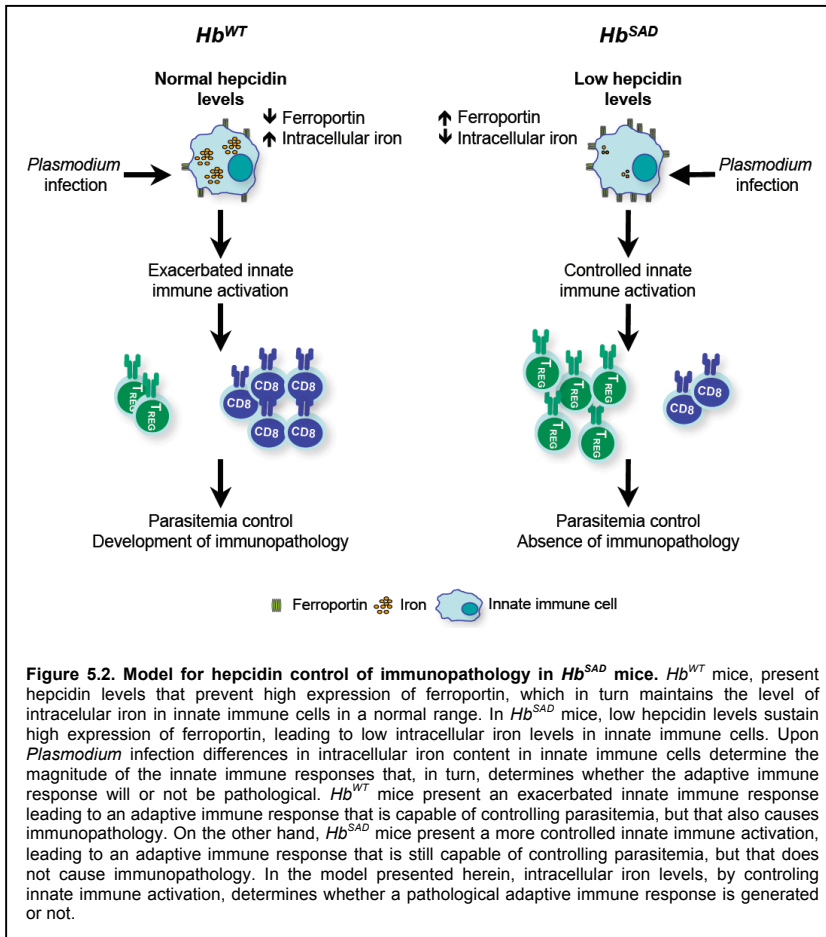 Hb^WT
Hb^SAD
Normal hepcidin
levels
Low hepcidin
levels
↓ Ferroportin
↑ Intracellular iron
↑ Ferroportin
↓ Intracellular iron
Plasmodium
infection
Plasmodium
infection
Exacerbated innate
immune activation
Controlled innate
immune activation
TREG
TREG
CD8
CD8
CD8
CD8
CD8
CD8
TREG
TREG
TREG
TREG
TREG
CD8
CD8
Parasitemia control
Development of immunopathology
Parasitemia control
Absence of immunopathology
Ferroportin Iron Innate immune cell
Figure 5.2. Model for hepcidin control of immunopathology in Hb^SAD mice. Hb^WT mice, present
hepcidin levels that prevent high expression of ferroportin, which in turn maintains the level of
intracelular iron in innate immune cells in a normal range. In Hb^SAD mice, low hepcidin levels sustain
high expression of ferroportin, leading to low intracellular iron levels in innate immune cells. Upon
Plasmodium infection differences in intracellular iron content in innate immune cells determine the
magnitude of the innate immune responses that, in turn, determines whether the adaptive immune
response will or not be pathological. Hb^WT mice present an exacerbated innate immune response
leading to an adaptive immune response that is capable of controlling parasitemia, but that also causes
immunopathology. On the other hand, Hb^SAD mice present a more controlled innate immune activation,
leading to an adaptive immune response that is still capable of controlling parasitemia, but that does
not cause immunopathology. In the model presented herein, intracellular iron levels, by controling
innate immune activation, determines whether a pathological adaptive immune response is generated
or not.